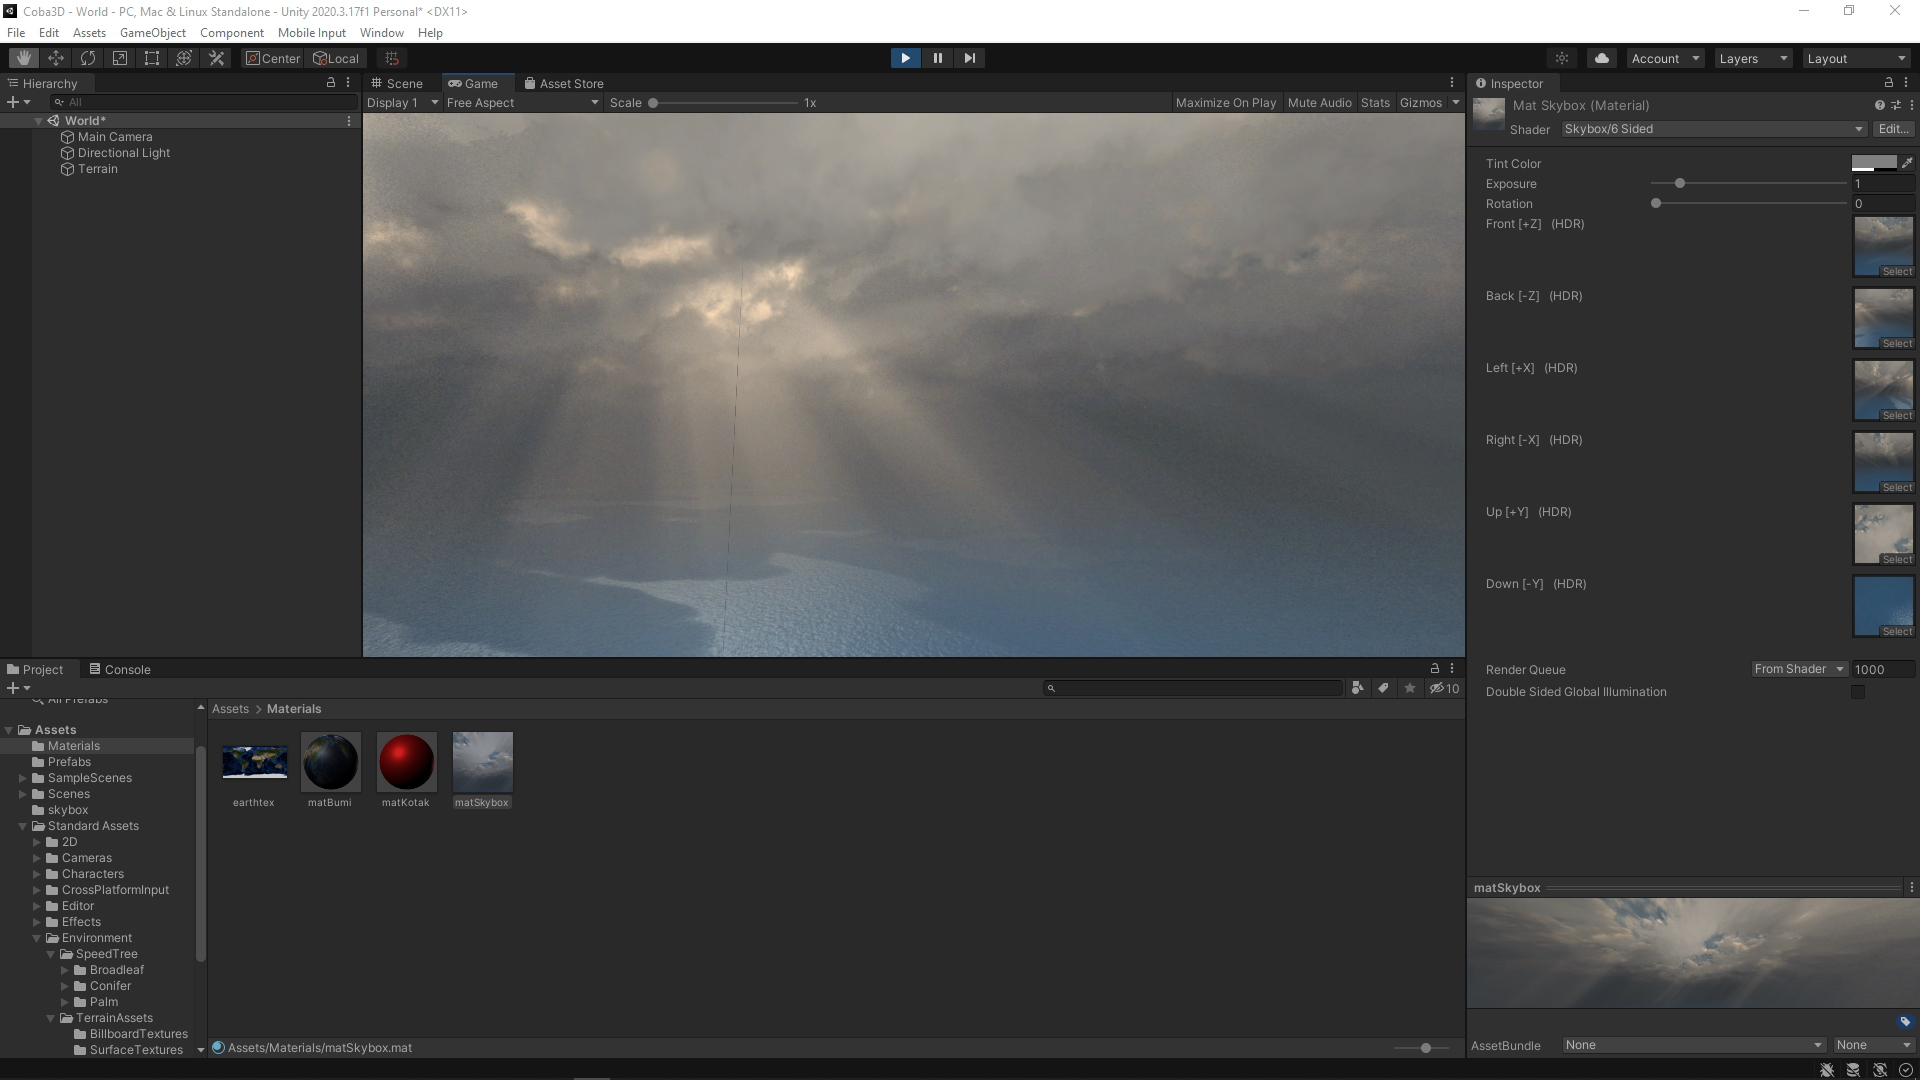 Coba3D - World - PC, Mac & Linux Standalone - Unity 2020.3.17f1 Personal* <DX11>
File Edit Assets GameObject Component Mobile Input Window Help
Center Local Account Layers Layout
Hierarchy
All
World*
Main Camera
Directional Light
Terrain
Scene Game Asset Store
Display 1 Free Aspect Scale 1x Maximize On Play Mute Audio Stats Gizmos
Inspector
Mat Skybox (Material)
Shader Skybox/6 Sided Edit...
Tint Color
Exposure 1
Rotation 0
Front [+Z] (HDR)
Select
Back [-Z] (HDR)
Select
Left [+X] (HDR)
Select
Right [-X] (HDR)
Select
Up [+Y] (HDR)
Select
Down [-Y] (HDR)
Select
Render Queue From Shader 1000
Double Sided Global Illumination
Project Console
10
All Prefabs
Assets
Materials
Prefabs
SampleScenes
Scenes
skybox
Standard Assets
2D
Cameras
Characters
CrossPlatformInput
Editor
Effects
Environment
SpeedTree
Broadleaf
Conifer
Palm
TerrainAssets
BillboardTextures
SurfaceTextures
Assets > Materials
earthtex matBumi matKotak matSkybox
Assets/Materials/matSkybox.mat
matSkybox
AssetBundle None None